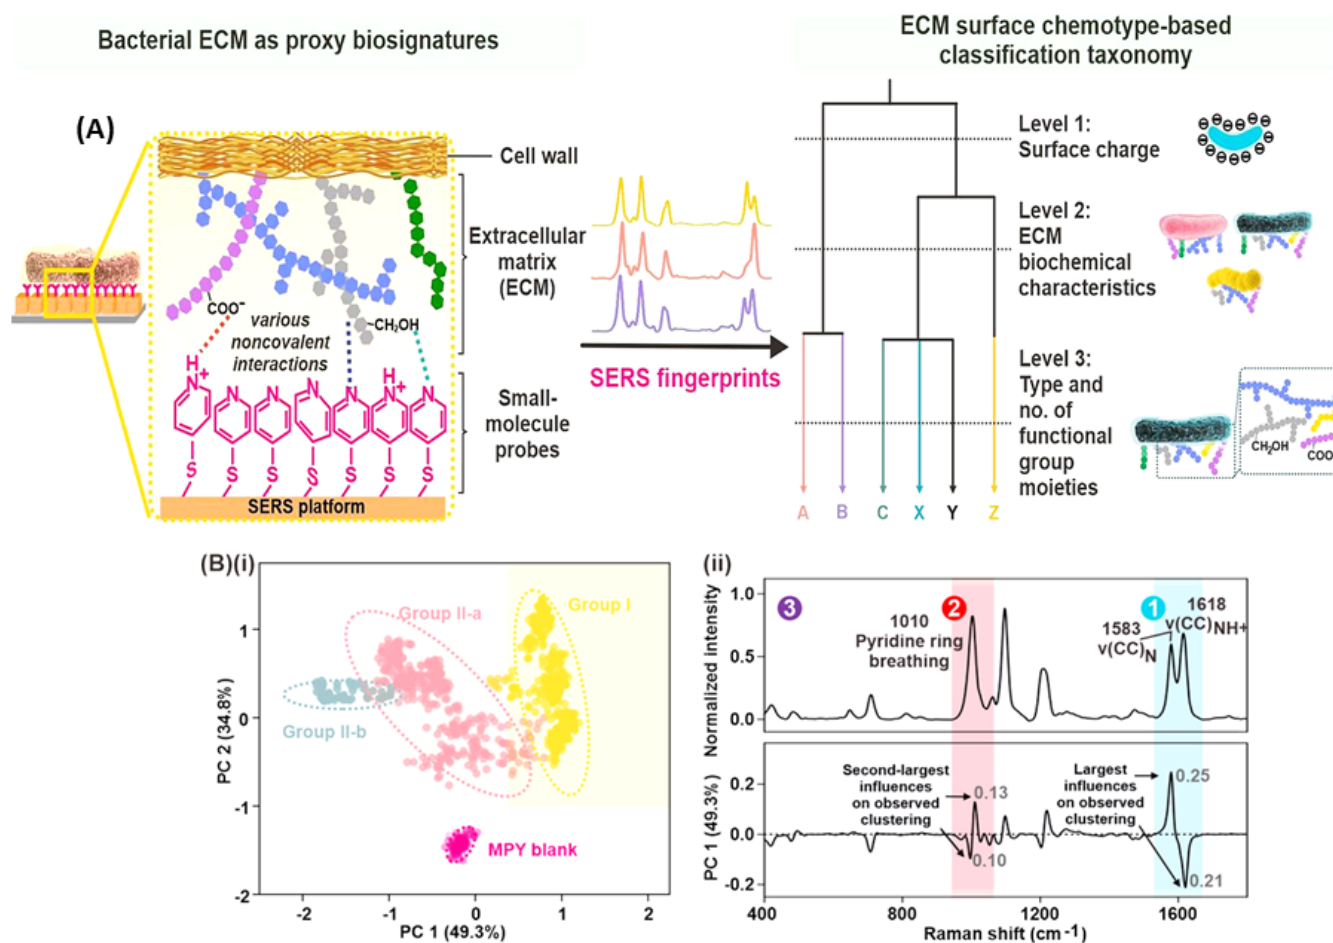 Bacterial ECM as proxy biosignatures
ECM surface chemotype-based
classification taxonomy
(A)
Cell wall
Extracellular
matrix
(ECM)
COO⁻
various
noncovalent
interactions
~CH₂OH
H
N+
N
N
N
N
H
N+
N
Small-
molecule
probes
S
S
S
S
S
S
S
SERS platform
SERS fingerprints
Level 1:
Surface charge
Level 2:
ECM
biochemical
characteristics
Level 3:
Type and
no. of
functional
group
moieties
CH₂OH
COO
A B C X Y Z
(B)(i)
Group II-a
Group I
Group II-b
MPY blank
PC 2 (34.8%)
1
0
-1
-2
-2 -1 0 1 2
PC 1 (49.3%)
(ii)
Normalized intensity
1.0
0.5
0.0
3
2
1
1010
Pyridine ring
breathing
1583
v(CC)N
1618
v(CC)NH+
PC 1 (49.3%)
0.2
0.0
-0.2
Second-largest
influences
on observed
clustering
0.13
0.10
Largest
influences
on observed
clustering
0.25
0.21
400 800 1200 1600
Raman shift (cm⁻¹)